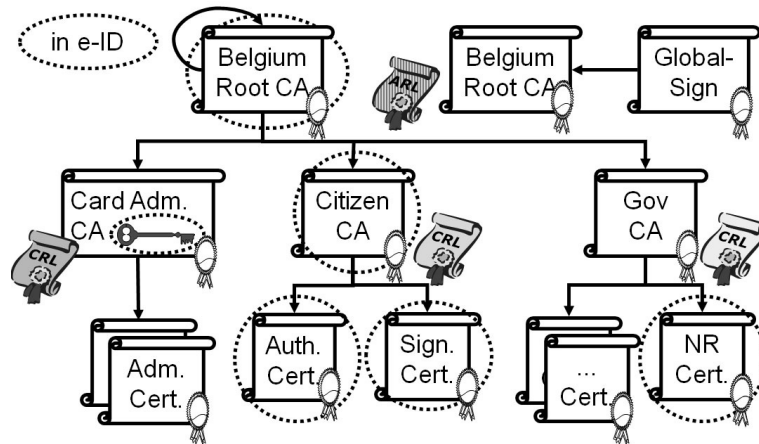 in e-ID
Belgium
Root CA
ARL
Belgium
Root CA
Global-
Sign
Card Adm.
CA
CRL
Citizen
CA
CRL
Gov
CA
CRL
Adm.
Cert.
Auth.
Cert.
Sign.
Cert.
...
Cert.
NR
Cert.